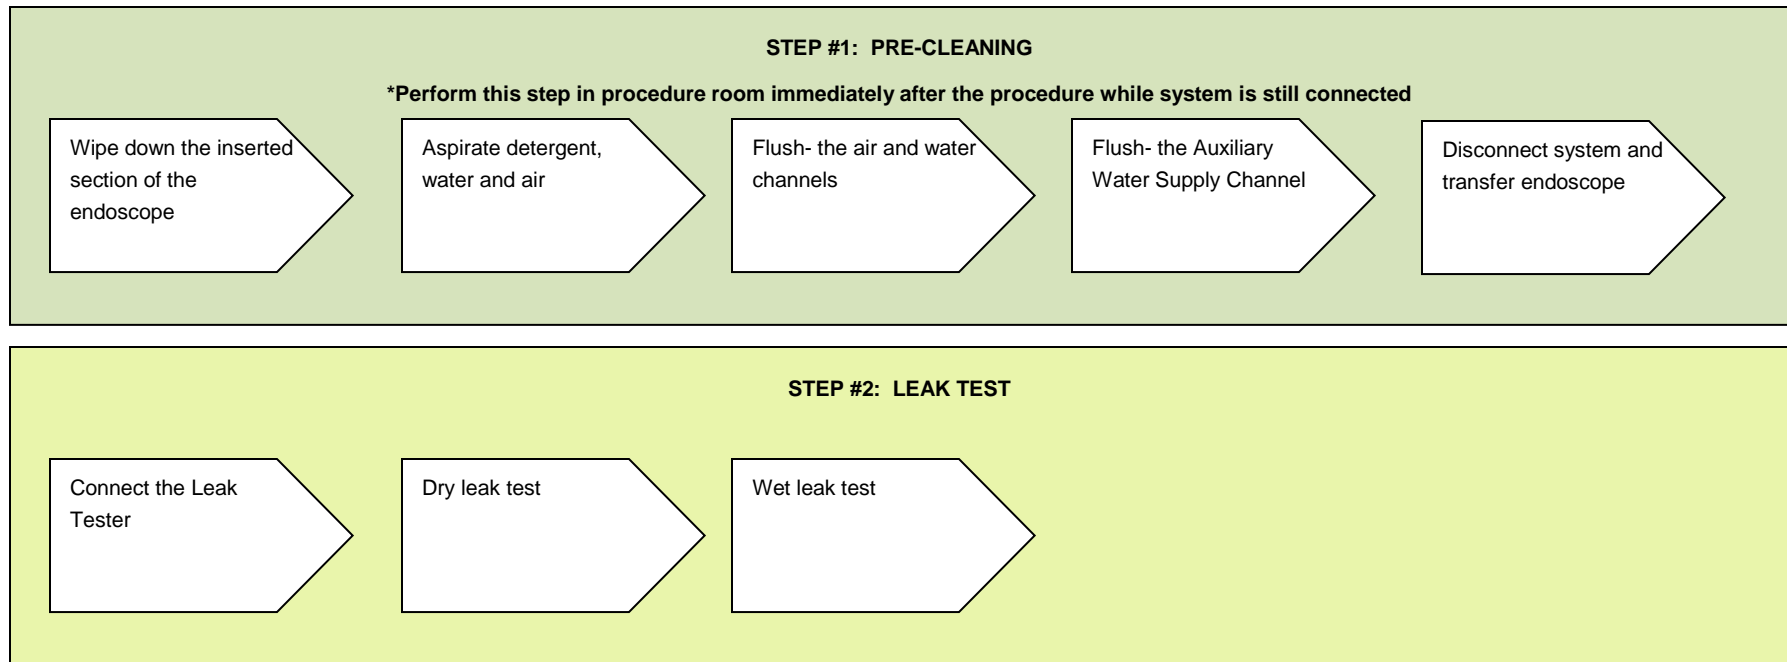 STEP #1: PRE-CLEANING
*Perform this step in procedure room immediately after the procedure while system is still connected
Wipe down the inserted
section of the
endoscope
Aspirate detergent,
water and air
Flush- the air and water
channels
Flush- the Auxiliary
Water Supply Channel
Disconnect system and
transfer endoscope
STEP #2: LEAK TEST
Connect the Leak
Tester
Dry leak test
Wet leak test